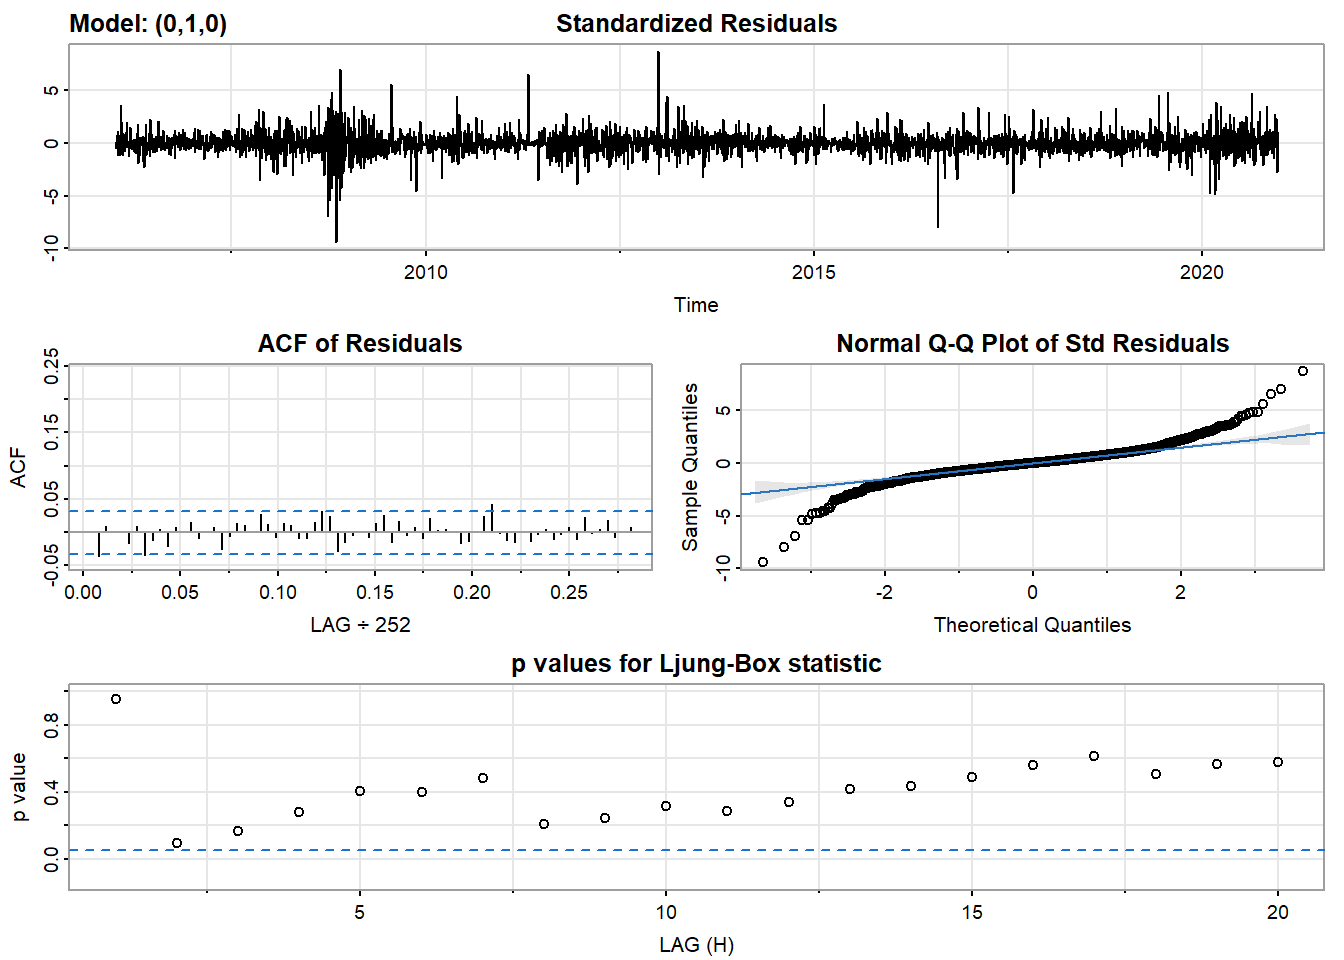 Model: (0,1,0) Standardized Residuals
5
0
-5
-10
2010 2015 2020
Time
ACF of Residuals
ACF
0.25
0.15
0.05
-0.05
0.00 0.05 0.10 0.15 0.20 0.25
LAG ÷ 252
Normal Q-Q Plot of Std Residuals
Sample Quantiles
5
0
-5
-10
-2 0 2
Theoretical Quantiles
p values for Ljung-Box statistic
p value
0.8
0.4
0.0
5 10 15 20
LAG (H)